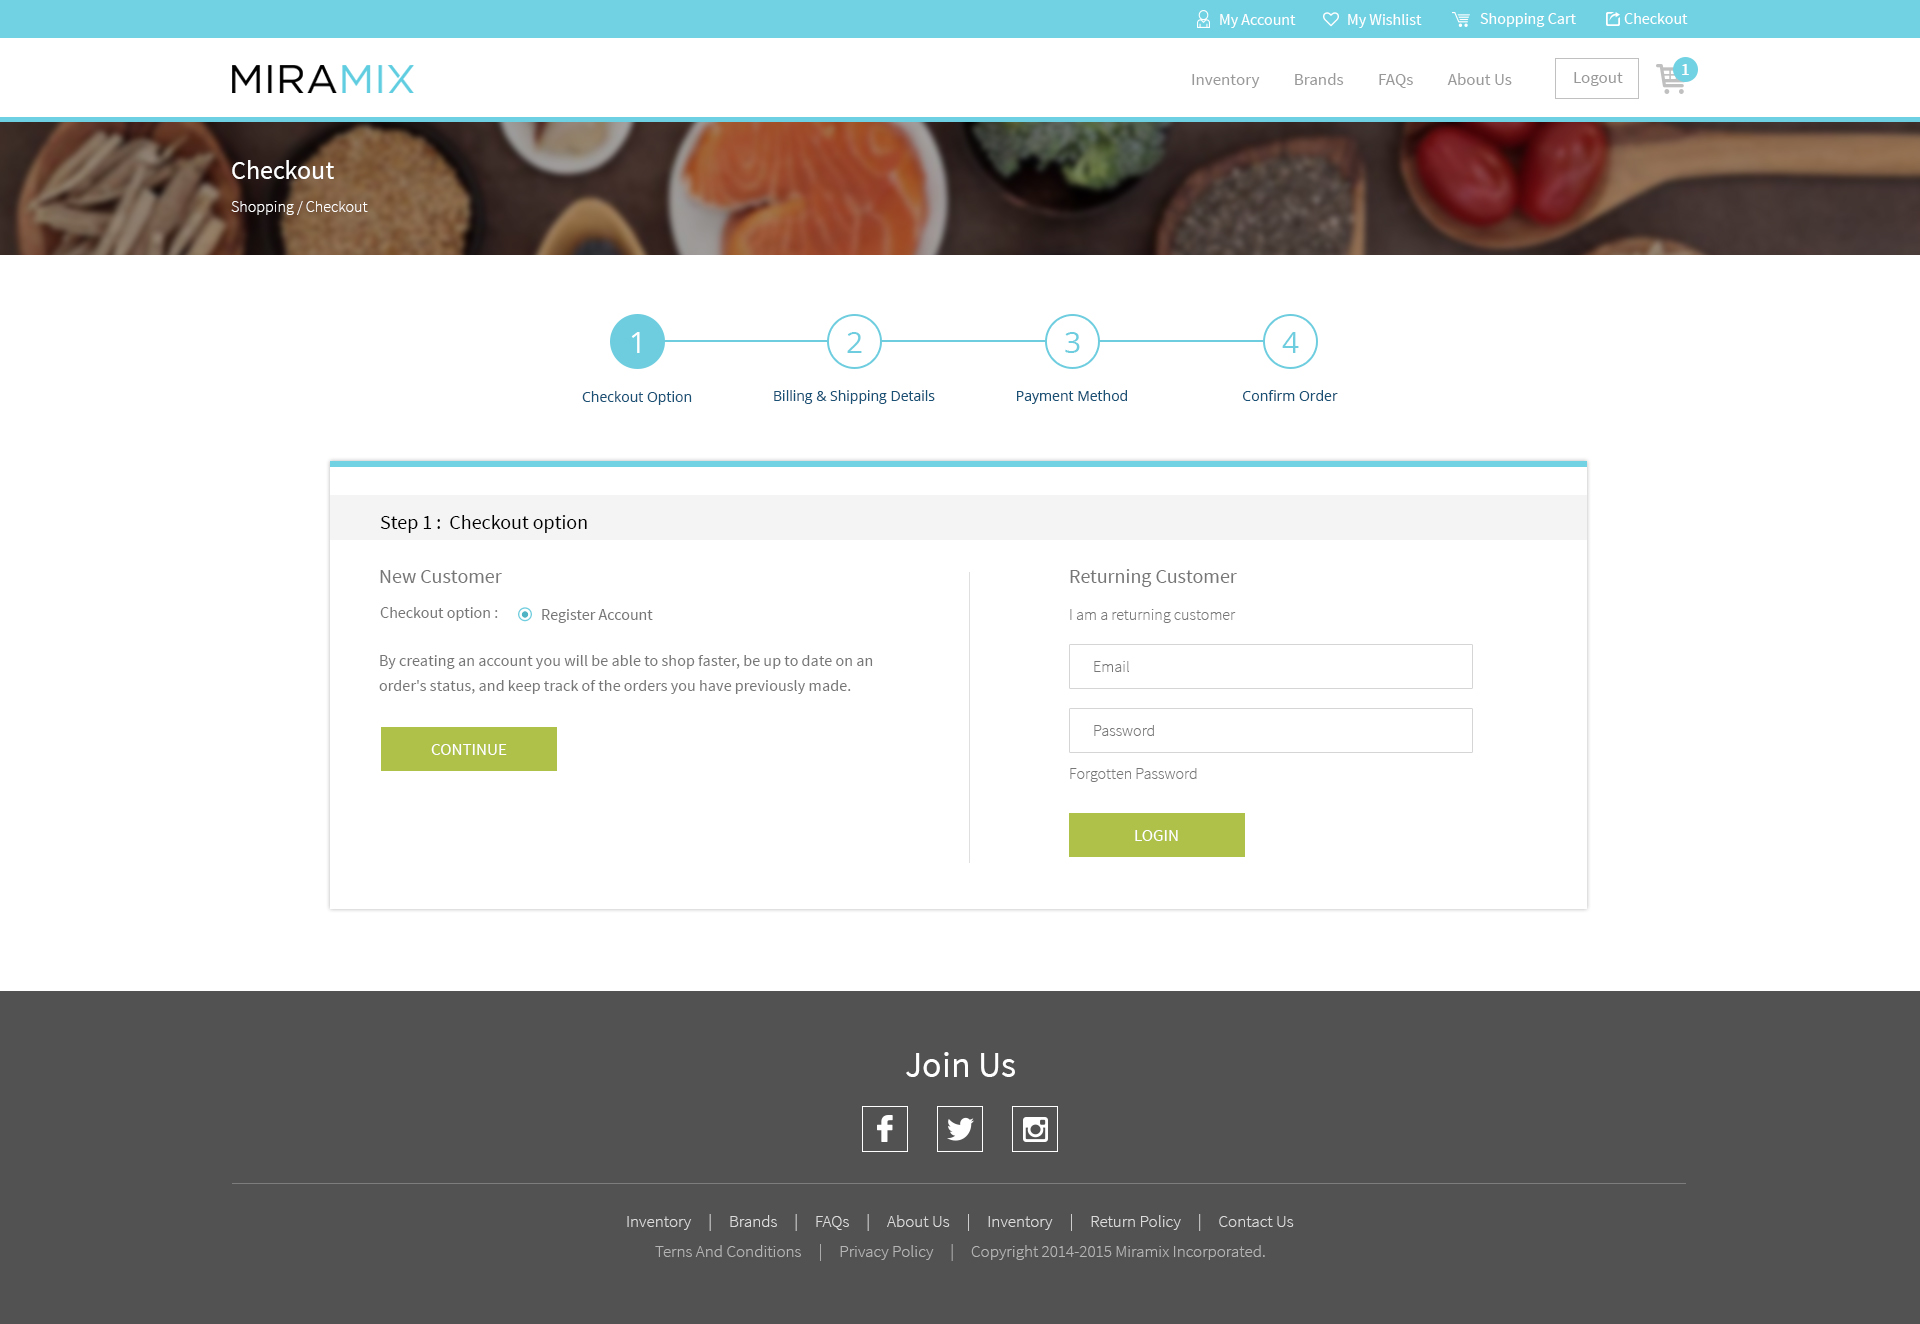 My Account My Wishlist Shopping Cart Checkout
MIRAMIX Inventory Brands FAQs About Us Logout 1
Checkout
Shopping / Checkout
1 2 3 4
Checkout Option Billing & Shipping Details Payment Method Confirm Order
Step 1 : Checkout option
New Customer
Checkout option : Register Account
By creating an account you will be able to shop faster, be up to date on an
order's status, and keep track of the orders you have previously made.
CONTINUE
Returning Customer
I am a returning customer
Email
Password
Forgotten Password
LOGIN
Join Us
Inventory | Brands | FAQs | About Us | Inventory | Return Policy | Contact Us
Terns And Conditions | Privacy Policy | Copyright 2014-2015 Miramix Incorporated.